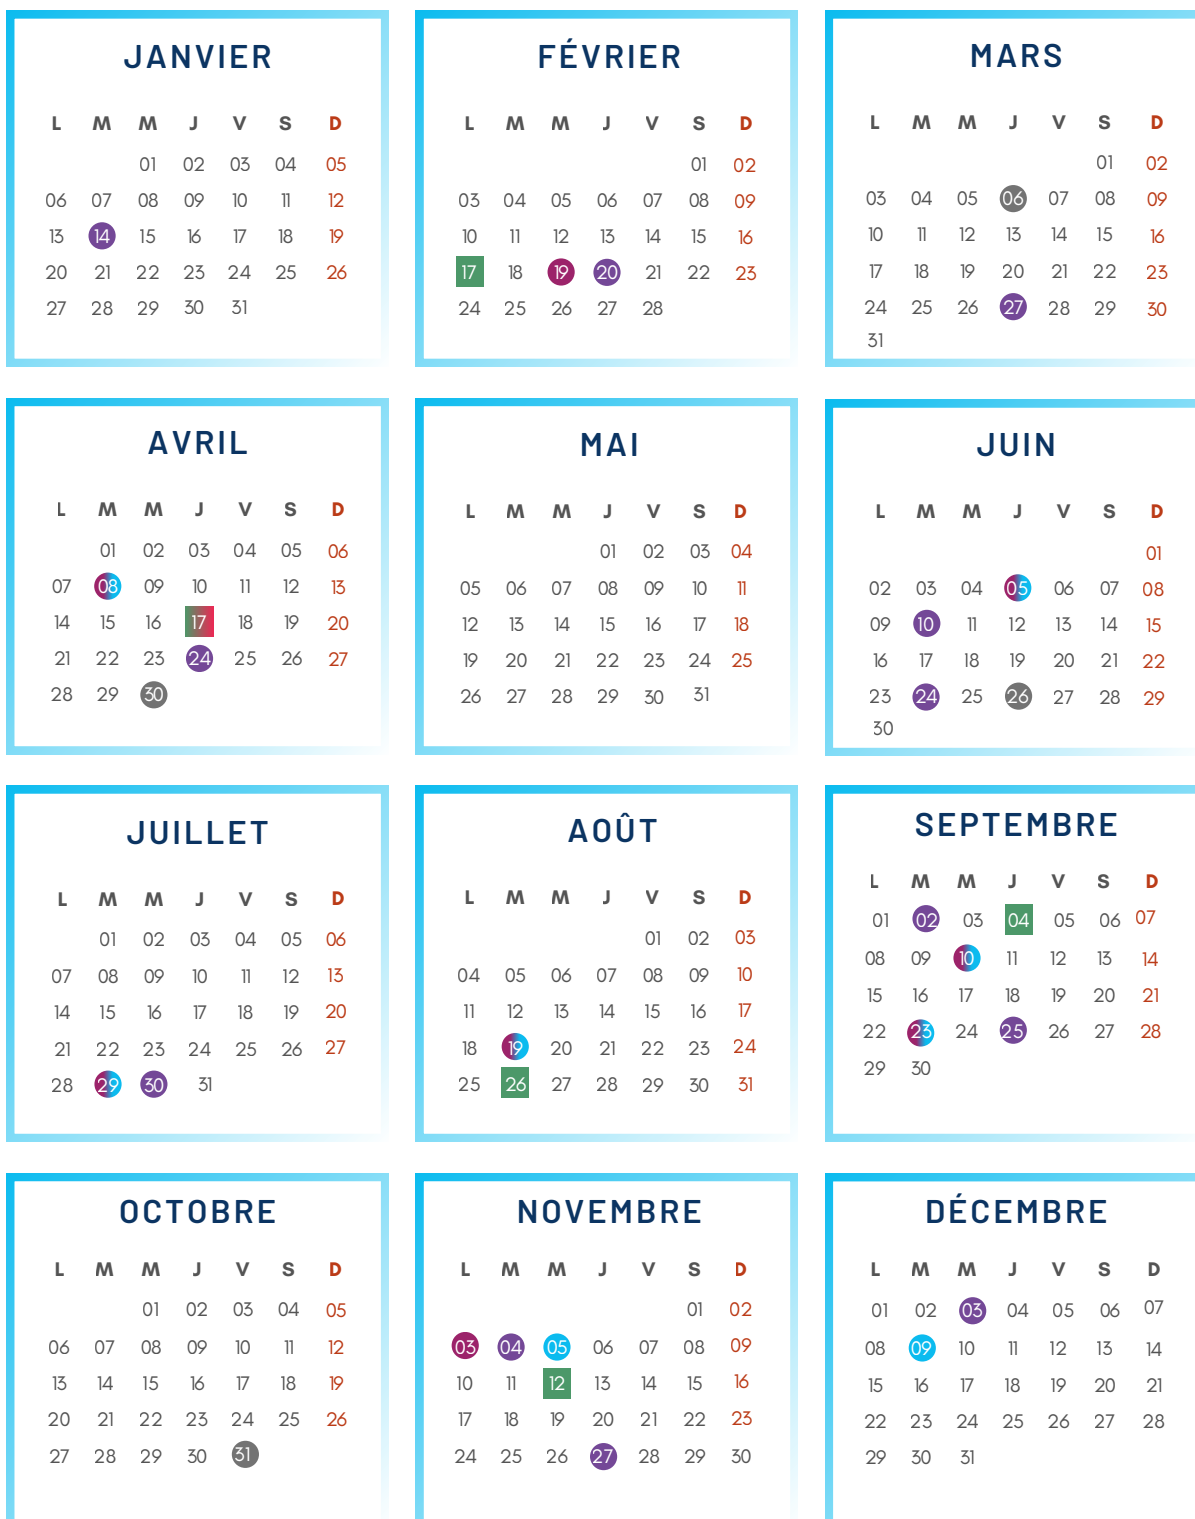 JANVIER
L M M J V S D
01 02 03 04 05
06 07 08 09 10 11 12
13 14 15 16 17 18 19
20 21 22 23 24 25 26
27 28 29 30 31
FÉVRIER
L M M J V S D
01 02
03 04 05 06 07 08 09
10 11 12 13 14 15 16
17 18 19 20 21 22 23
24 25 26 27 28
MARS
L M M J V S D
01 02
03 04 05 06 07 08 09
10 11 12 13 14 15 16
17 18 19 20 21 22 23
24 25 26 27 28 29 30
31
AVRIL
L M M J V S D
01 02 03 04 05 06
07 08 09 10 11 12 13
14 15 16 17 18 19 20
21 22 23 24 25 26 27
28 29 30
MAI
L M M J V S D
01 02 03 04
05 06 07 08 09 10 11
12 13 14 15 16 17 18
19 20 21 22 23 24 25
26 27 28 29 30 31
JUIN
L M M J V S D
01
02 03 04 05 06 07 08
09 10 11 12 13 14 15
16 17 18 19 20 21 22
23 24 25 26 27 28 29
30
JUILLET
L M M J V S D
01 02 03 04 05 06
07 08 09 10 11 12 13
14 15 16 17 18 19 20
21 22 23 24 25 26 27
28 29 30 31
AOÛT
L M M J V S D
01 02 03
04 05 06 07 08 09 10
11 12 13 14 15 16 17
18 19 20 21 22 23 24
25 26 27 28 29 30 31
SEPTEMBRE
L M M J V S D
01 02 03 04 05 06 07
08 09 10 11 12 13 14
15 16 17 18 19 20 21
22 23 24 25 26 27 28
29 30
OCTOBRE
L M M J V S D
01 02 03 04 05
06 07 08 09 10 11 12
13 14 15 16 17 18 19
20 21 22 23 24 25 26
27 28 29 30 31
NOVEMBRE
L M M J V S D
01 02
03 04 05 06 07 08 09
10 11 12 13 14 15 16
17 18 19 20 21 22 23
24 25 26 27 28 29 30
DÉCEMBRE
L M M J V S D
01 02 03 04 05 06 07
08 09 10 11 12 13 14
15 16 17 18 19 20 21
22 23 24 25 26 27 28
29 30 31